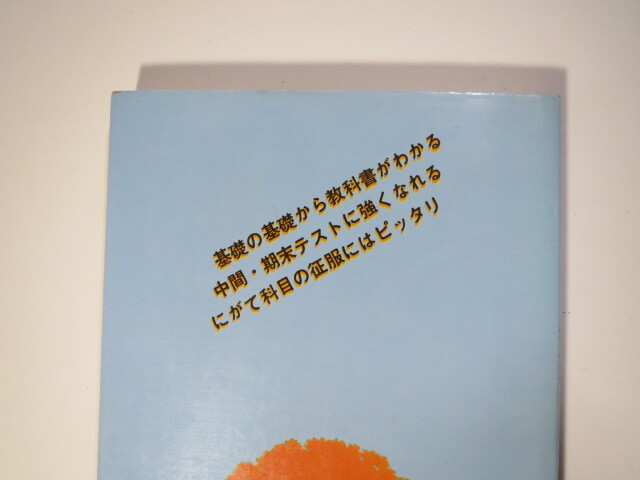 基礎の基礎から教科書がわかる
中間・期末テストに強くなれる
にがて科目の征服にはピッタリ